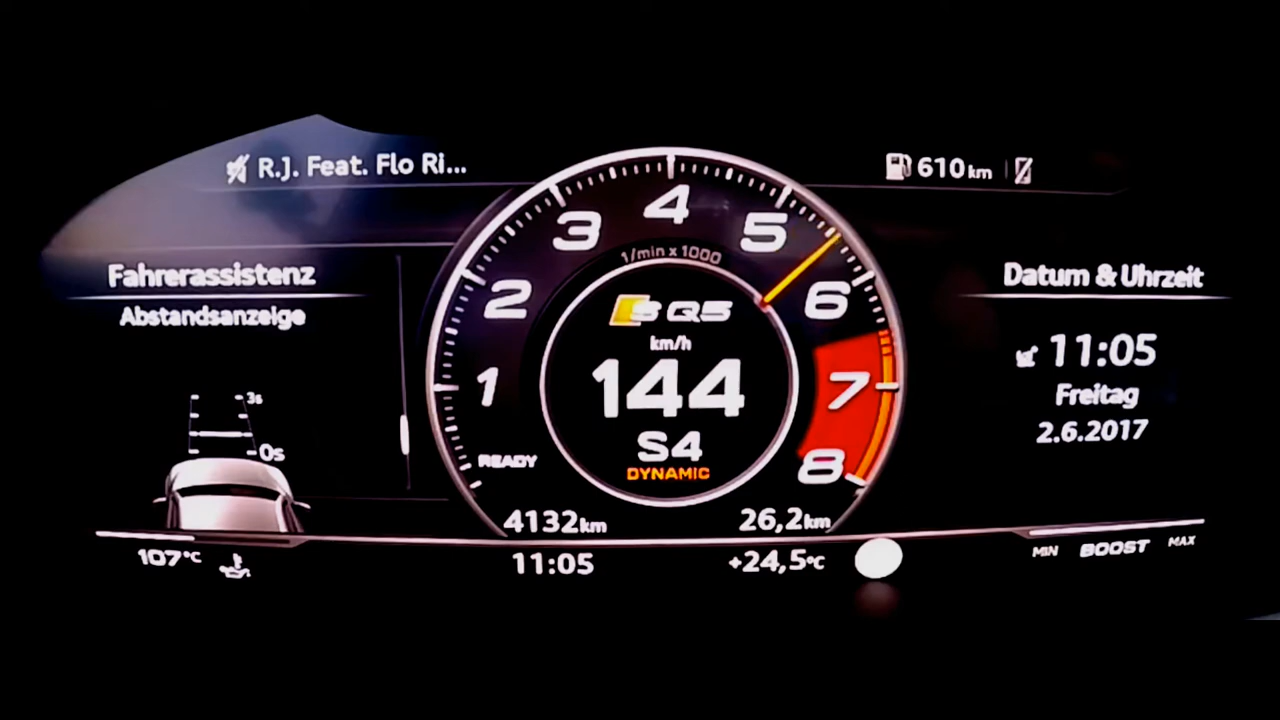 R.J. Feat. Flo Ri...
610 km
Fahrerassistenz
Abstandsanzeige
3s
0s
1
2
3
4
5
6
7
8
1/min x 1000
SQ5
km/h
144
S4
DYNAMIC
READY
4132 km
26,2 km
Datum & Uhrzeit
11:05
Freitag
2.6.2017
107°C
11:05
+24,5°C
MIN BOOST MAX